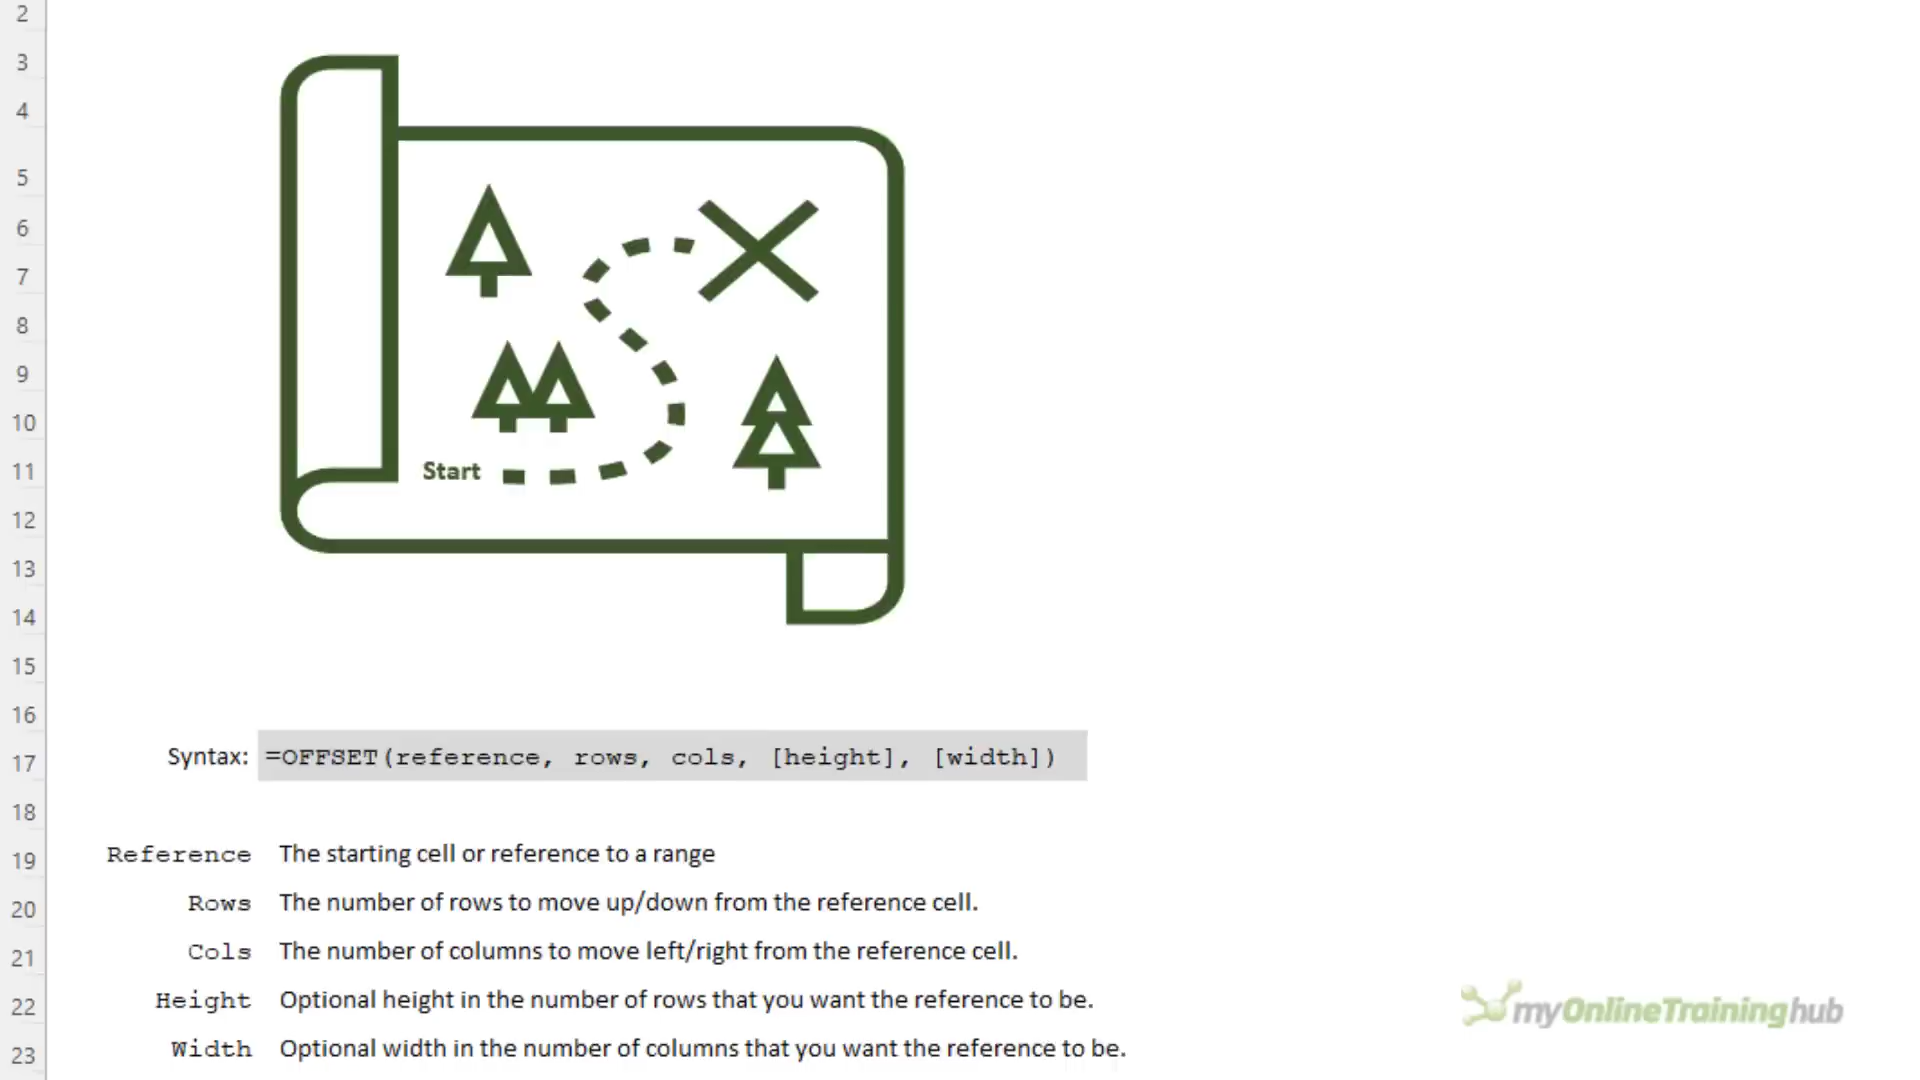 2
3
4
5
6
7
8
9
10
11
12
13
14
15
16
17
18
19
20
21
22
23
Start
Syntax: =OFFSET(reference, rows, cols, [height], [width])
Reference The starting cell or reference to a range
Rows The number of rows to move up/down from the reference cell.
Cols The number of columns to move left/right from the reference cell.
Height Optional height in the number of rows that you want the reference to be.
Width Optional width in the number of columns that you want the reference to be.
myOnlineTraininghub